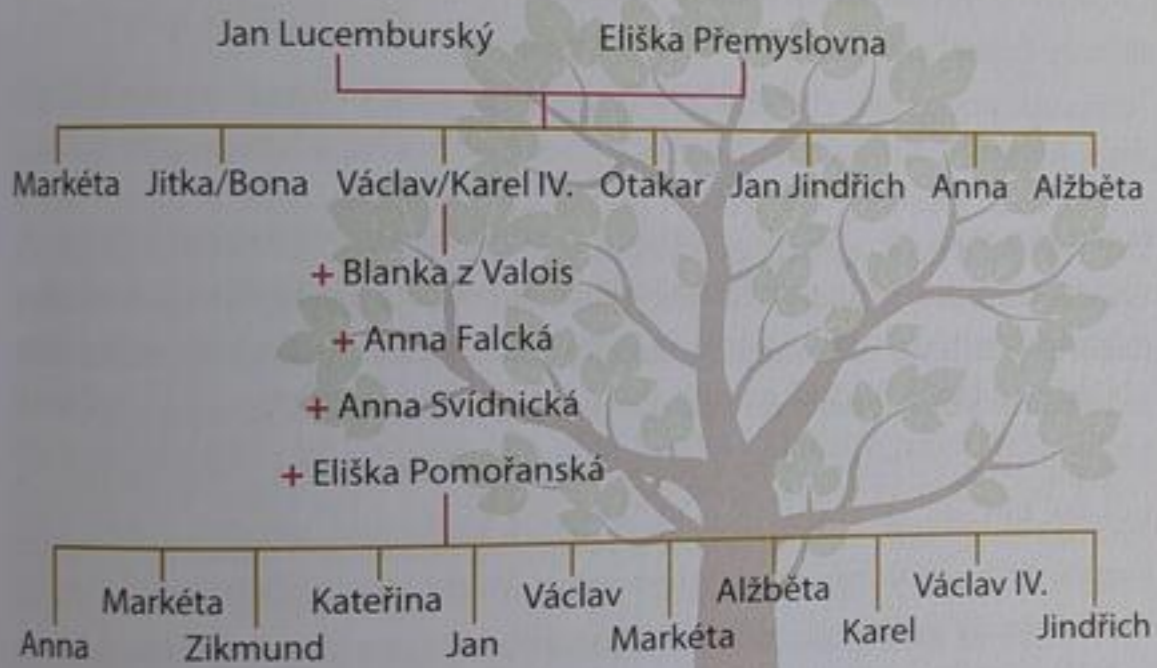 Jan Lucemburský Eliška Přemyslovna
Markéta Jitka/Bona Václav/Karel IV. Otakar Jan Jindřich Anna Alžběta
+ Blanka z Valois
+ Anna Falcká
+ Anna Svídnická
+ Eliška Pomořanská
Markéta Kateřina Václav Alžběta Václav IV.
Anna Zikmund Jan Markéta Karel Jindřich